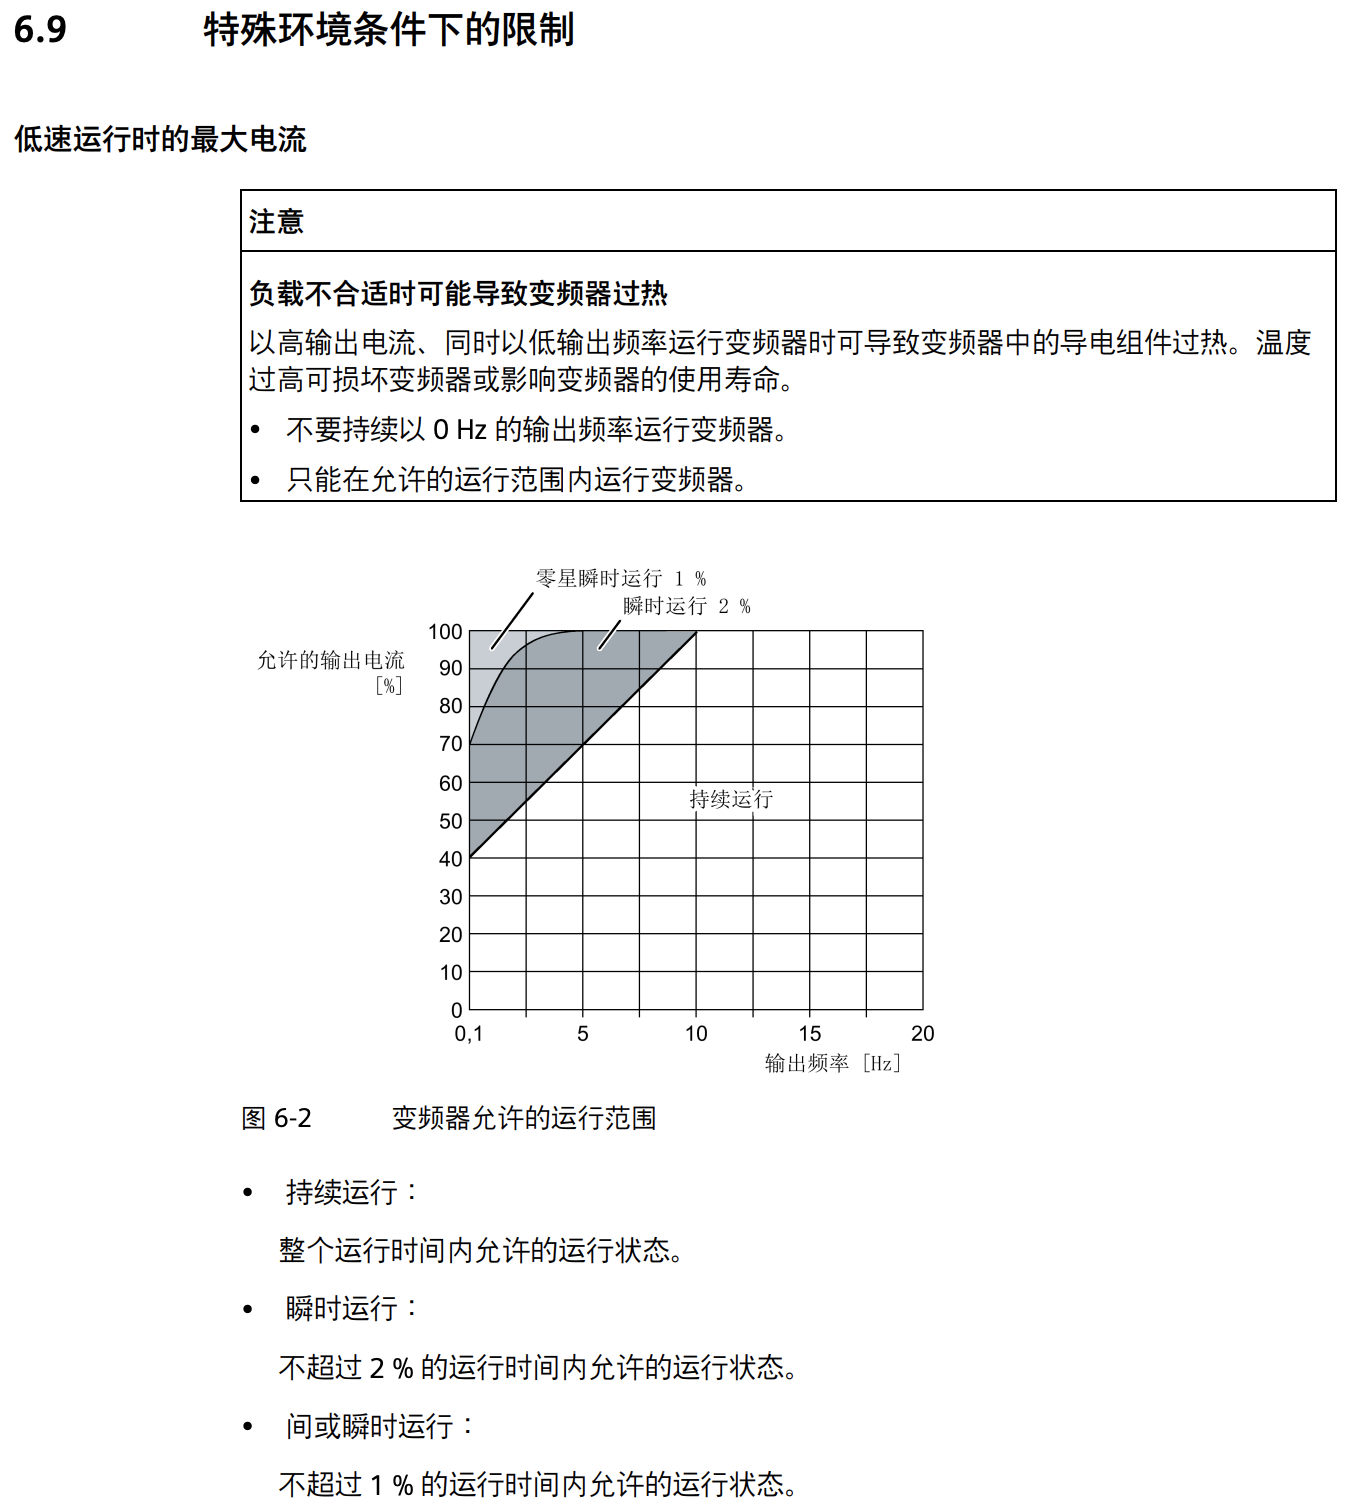 6.9 特殊环境条件下的限制
低速运行时的最大电流
注意
负载不合适时可能导致变频器过热
以高输出电流、同时以低输出频率运行变频器时可导致变频器中的导电组件过热。温度
过高可损坏变频器或影响变频器的使用寿命。
• 不要持续以 0 Hz 的输出频率运行变频器。
• 只能在允许的运行范围内运行变频器。
零星瞬时运行 1 %
瞬时运行 2 %
允许的输出电流
[%]
100
90
80
70
60
50
40
30
20
10
0
持续运行
0,1 5 10 15 20
输出频率 [Hz]
图 6-2 变频器允许的运行范围
• 持续运行：
整个运行时间内允许的运行状态。
• 瞬时运行：
不超过 2 % 的运行时间内允许的运行状态。
• 间或瞬时运行：
不超过 1 % 的运行时间内允许的运行状态。